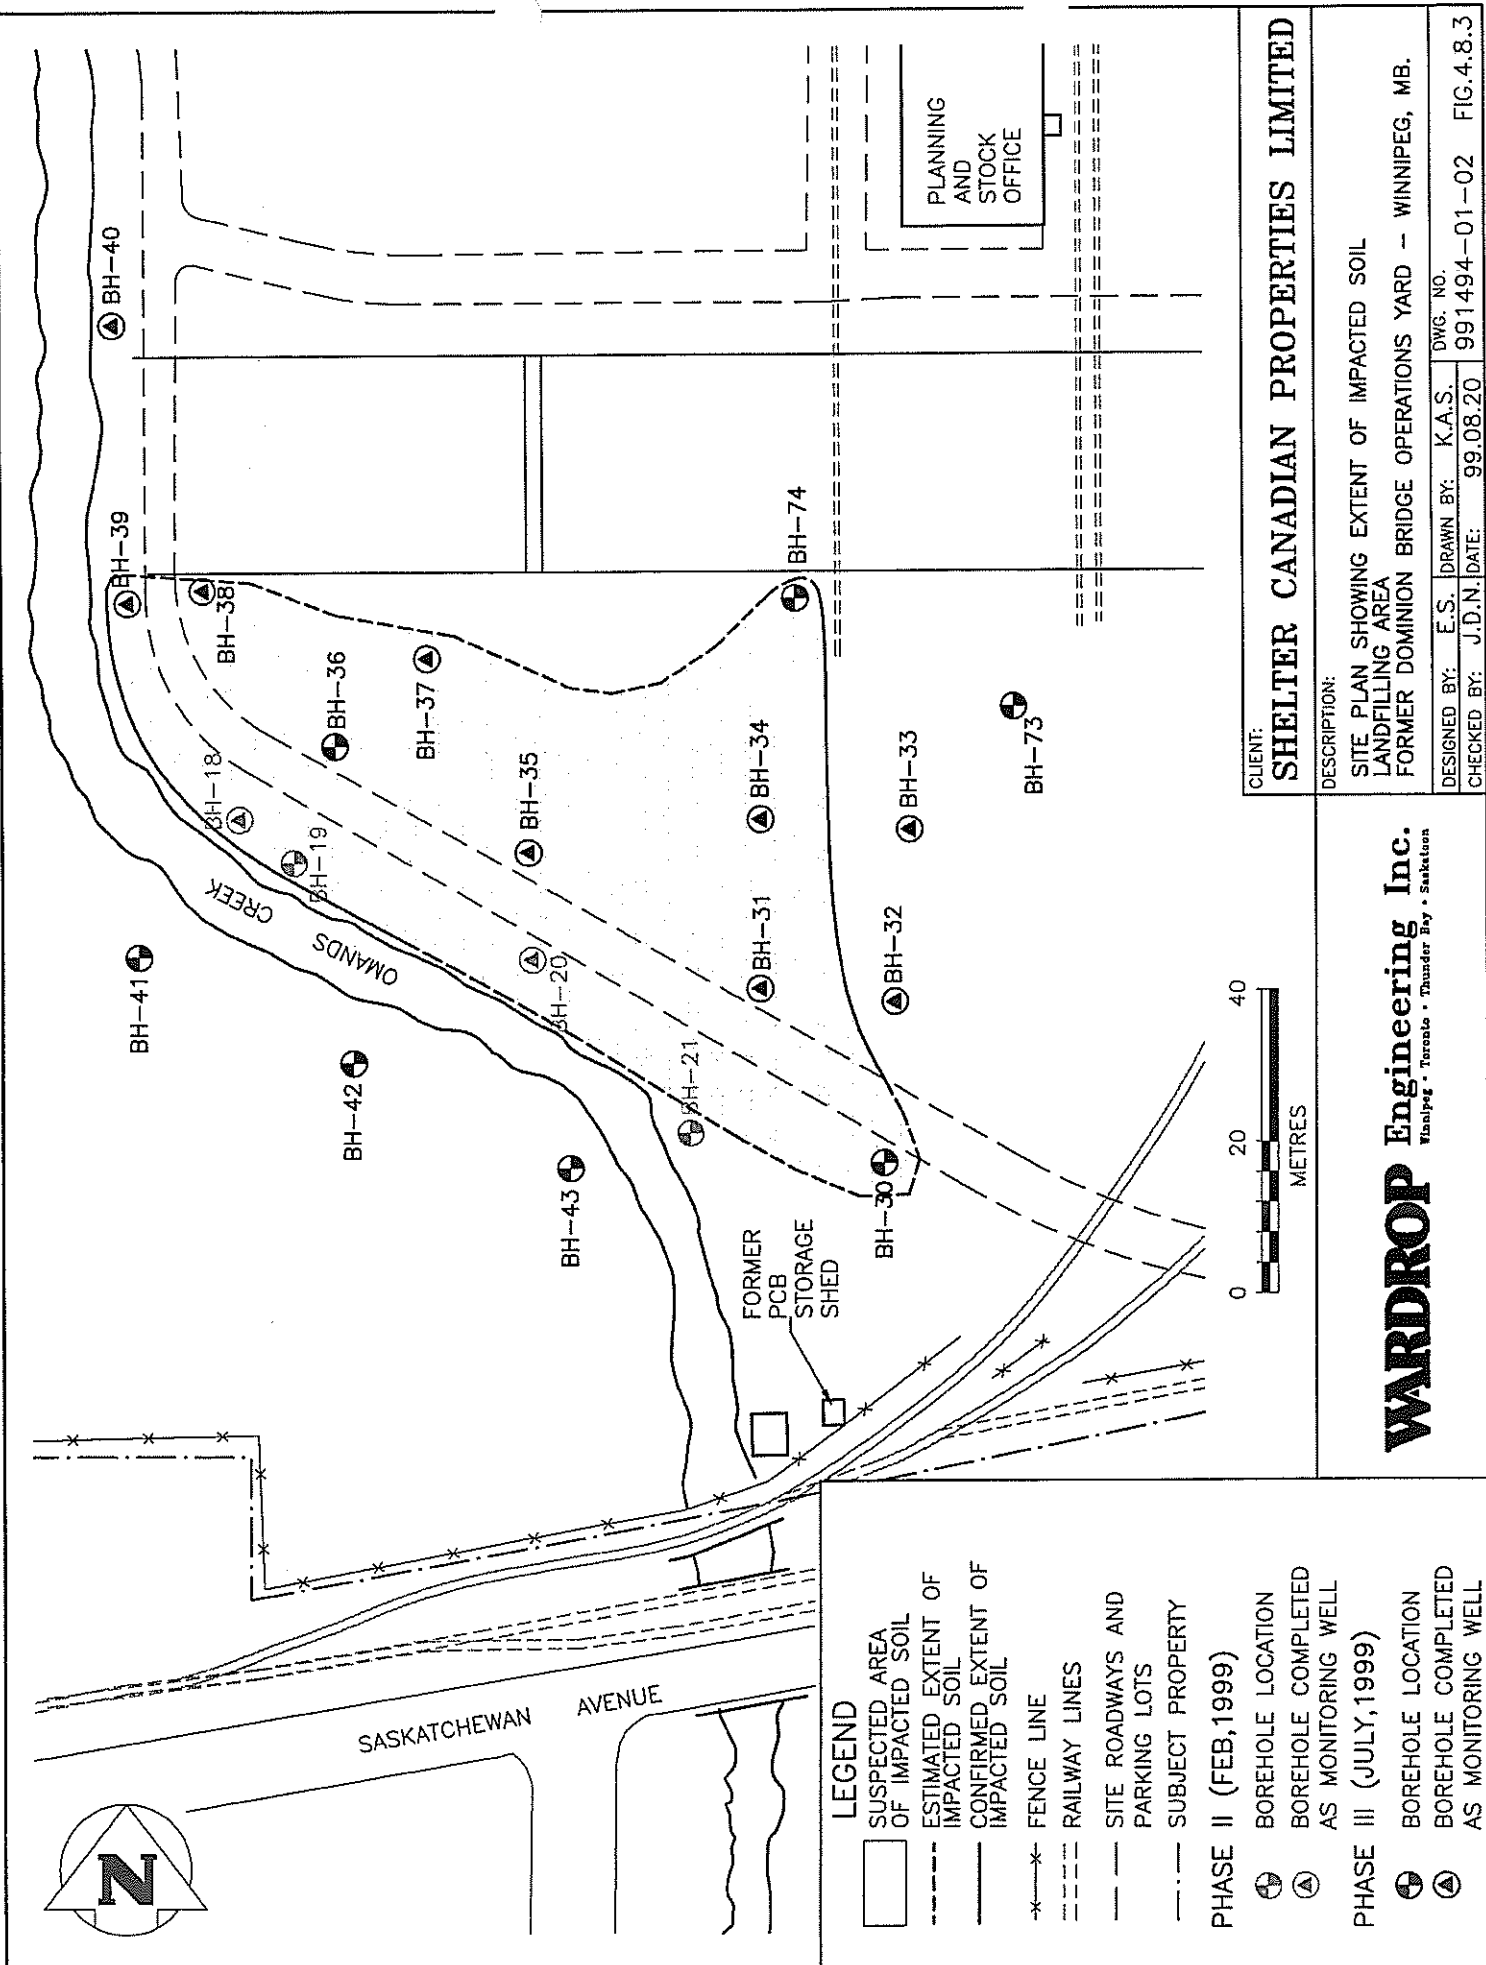 N
SASKATCHEWAN
AVENUE
OMANDS
CREEK
BH-41
BH-42
BH-43
BH-40
BH-39
BH-38
BH-18
BH-36
BH-19
BH-37
BH-35
BH-20
BH-21
BH-34
BH-31
BH-74
BH-33
BH-32
BH-30
BH-73
FORMER
PCB
STORAGE
SHED
PLANNING
AND
STOCK
OFFICE
LEGEND
SUSPECTED AREA
OF IMPACTED SOIL
ESTIMATED EXTENT OF
IMPACTED SOIL
CONFIRMED EXTENT OF
IMPACTED SOIL
FENCE LINE
RAILWAY LINES
SITE ROADWAYS AND
PARKING LOTS
SUBJECT PROPERTY
PHASE II (FEB,1999)
BOREHOLE LOCATION
BOREHOLE COMPLETED
AS MONITORING WELL
PHASE III (JULY,1999)
BOREHOLE LOCATION
BOREHOLE COMPLETED
AS MONITORING WELL
0 20 40
METRES
WARDROP Engineering Inc.
Winnipeg • Toronto • Thunder Bay • Saskatoon
CLIENT:
SHELTER CANADIAN PROPERTIES LIMITED
DESCRIPTION:
SITE PLAN SHOWING EXTENT OF IMPACTED SOIL
LANDFILLING AREA
FORMER DOMINION BRIDGE OPERATIONS YARD – WINNIPEG, MB.
DESIGNED BY: E.S. DRAWN BY: K.A.S. DWG. NO.
CHECKED BY: J.D.N. DATE: 99.08.20 991494-01-02 FIG.4.8.3